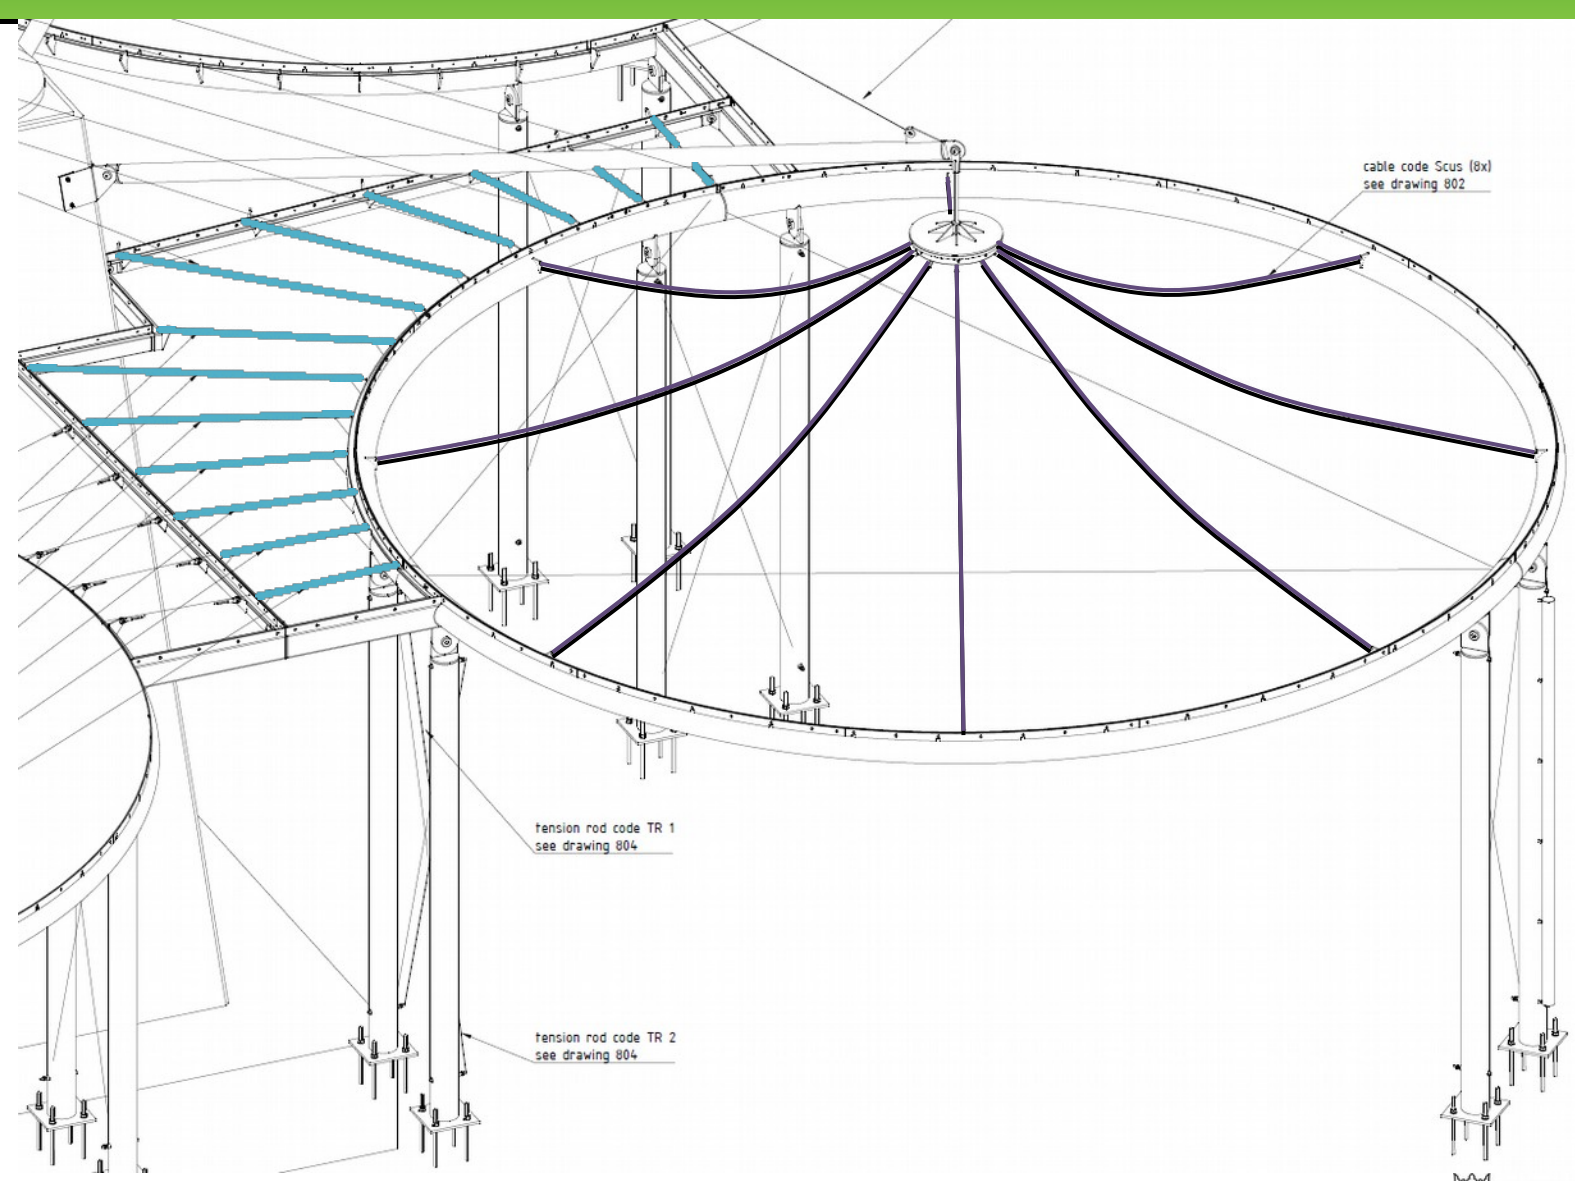 cable code Scus (8x)
see drawing 802
tension rod code TR 1
see drawing 804
tension rod code TR 2
see drawing 804